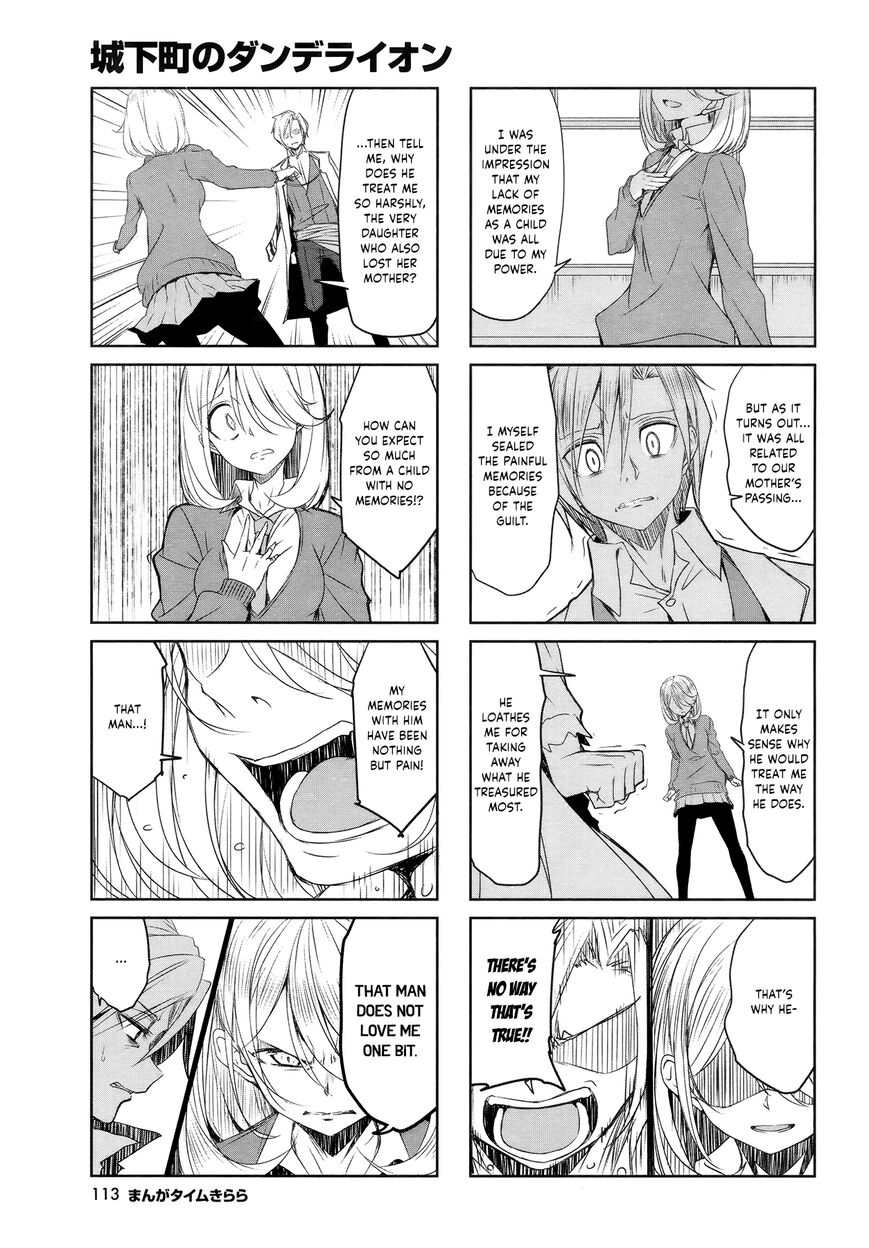 城下町のダンデライオン
I WAS
UNDER THE
IMPRESSION
THAT MY
LACK OF
MEMORIES
AS A CHILD
WAS ALL
DUE TO MY
POWER.
BUT AS IT
TURNS OUT...
IT WAS ALL
RELATED
TO OUR
MOTHER'S
PASSING...
I MYSELF
SEALED
THE PAINFUL
MEMORIES
BECAUSE
OF THE
GUILT.
IT ONLY
MAKES
SENSE WHY
HE WOULD
TREAT ME
THE WAY
HE DOES.
HE
LOATHES
ME FOR
TAKING
AWAY
WHAT HE
TREASURED
MOST.
THAT'S
WHY HE-
THERE'S
NO WAY
THAT'S
TRUE!!
...THEN TELL
ME, WHY
DOES HE
TREAT ME
SO HARSHLY,
THE VERY
DAUGHTER
WHO ALSO
LOST HER
MOTHER?
HOW CAN
YOU EXPECT
SO MUCH
FROM A CHILD
WITH NO
MEMORIES!?
MY
MEMORIES
WITH HIM
HAVE BEEN
NOTHING
BUT PAIN!
THAT
MAN...!
THAT MAN
DOES NOT
LOVE ME
ONE BIT.
...
113 まんがタイムきらら